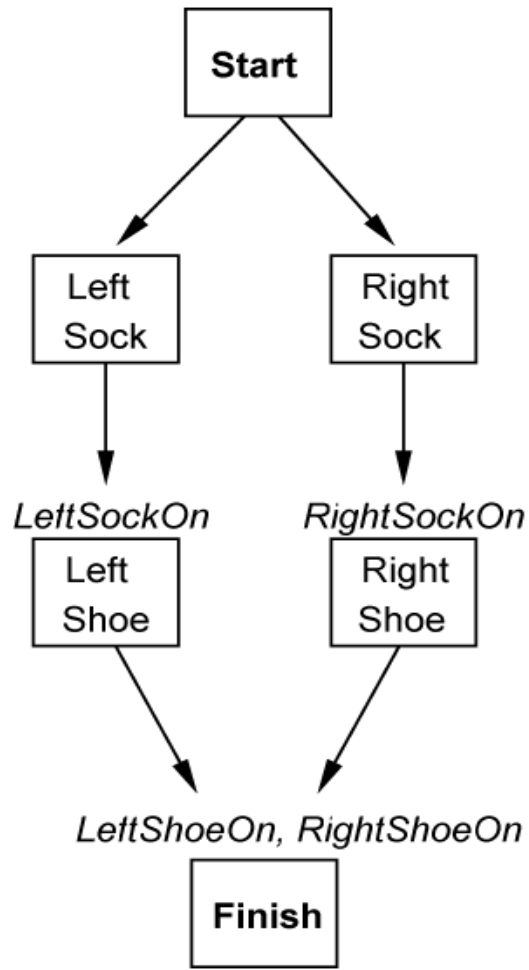 Start
Left
Sock
Right
Sock
LeftSockOn
RightSockOn
Left
Shoe
Right
Shoe
LeftShoeOn, RightShoeOn
Finish